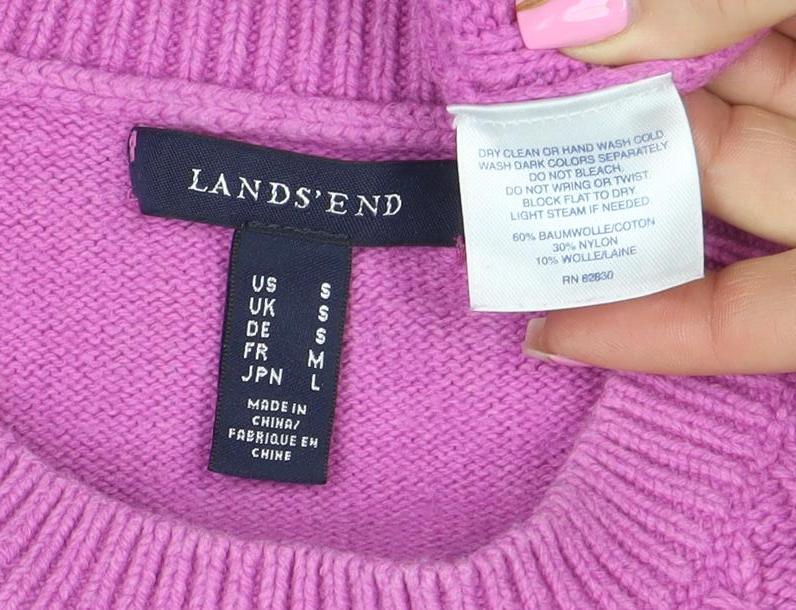 LANDS' END
US S
UK S
DE S
FR M
JPN L
MADE IN
CHINA/
FABRIQUE EN
CHINE
DRY CLEAN OR HAND WASH COLD
WASH DARK COLORS SEPARATELY
DO NOT BLEACH.
DO NOT WRING OR TWIST.
BLOCK FLAT TO DRY
LIGHT STEAM IF NEEDED
60% BAUMWOLLE/COTON
30% NYLON
10% WOLLE/LAINE
RN 62830